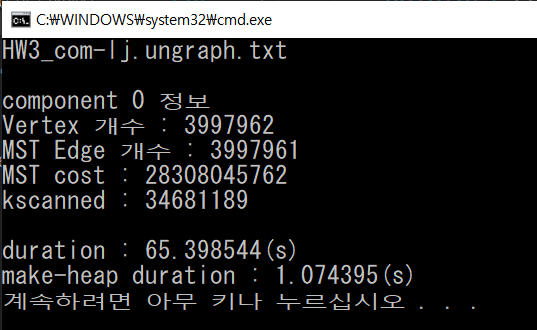 C:₩WINDOWS₩system32₩cmd.exe
HW3_com-lj.ungraph.txt
component 0 정보
Vertex 개수 : 3997962
MST Edge 개수 : 3997961
MST cost : 28308045762
kscanned : 34681189
duration : 65.398544(s)
make-heap duration : 1.074395(s)
계속하려면 아무 키나 누르십시오 . . .